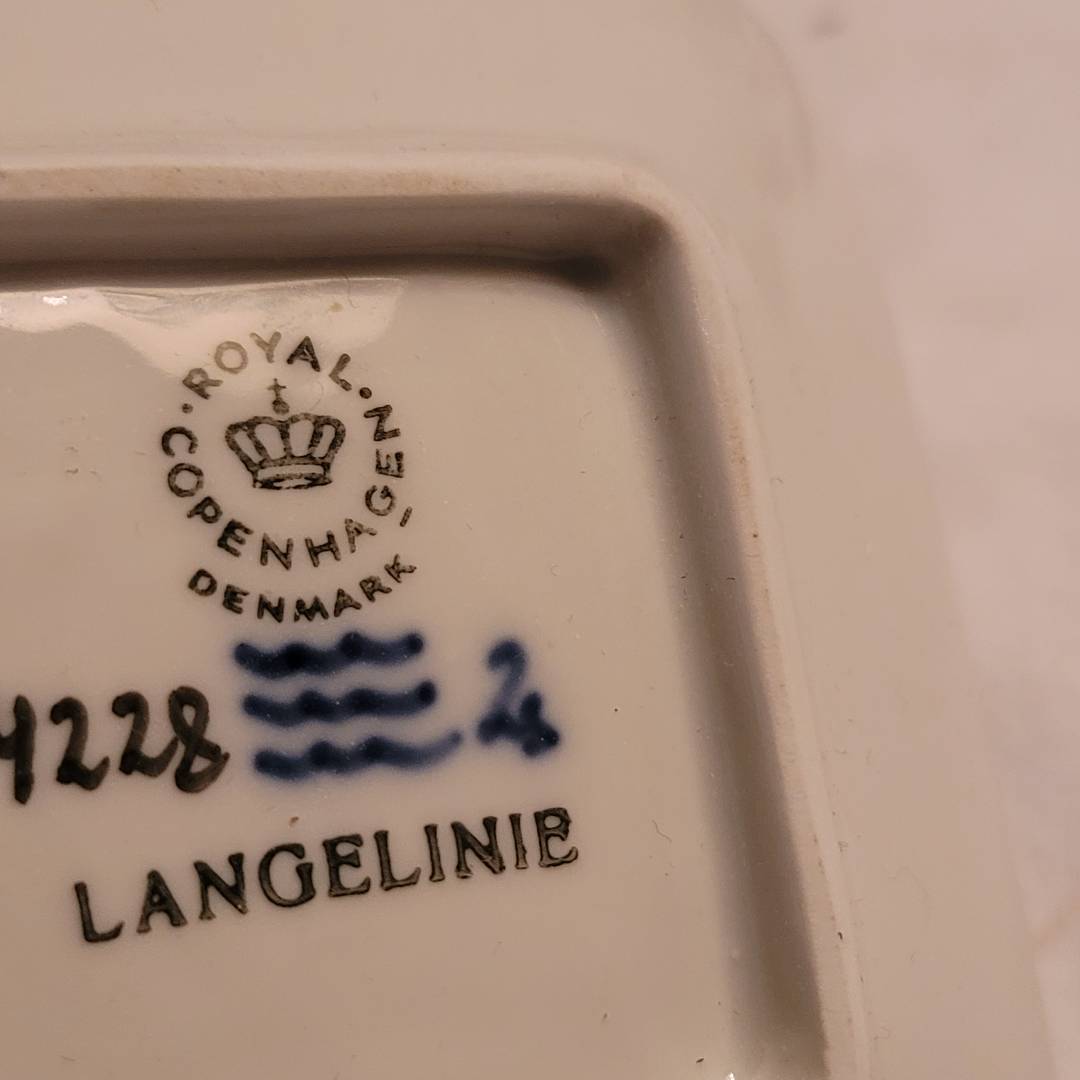 ROYAL
COPENHAGEN
DENMARK
4228
LANGELINIE